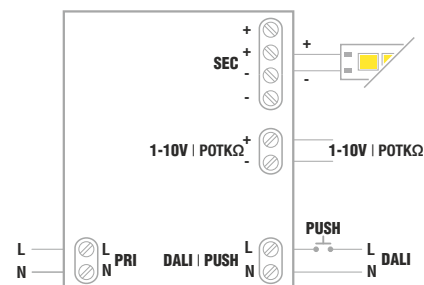 +
+ +
SEC
- -
-
+
1-10V | POTKΩ 1-10V | POTKΩ
-
PUSH
L L PRI DALI | PUSH L L DALI
N N N N